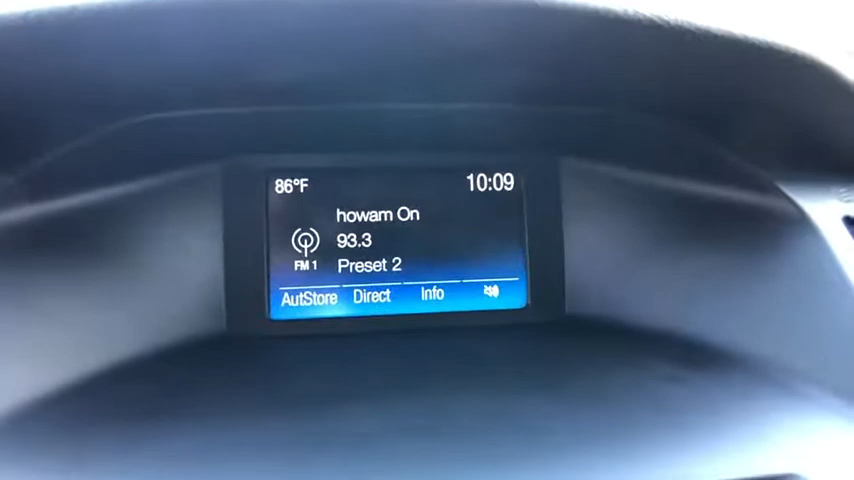 86°F 10:09
howam On
93.3
FM 1
Preset 2
AutStore Direct Info